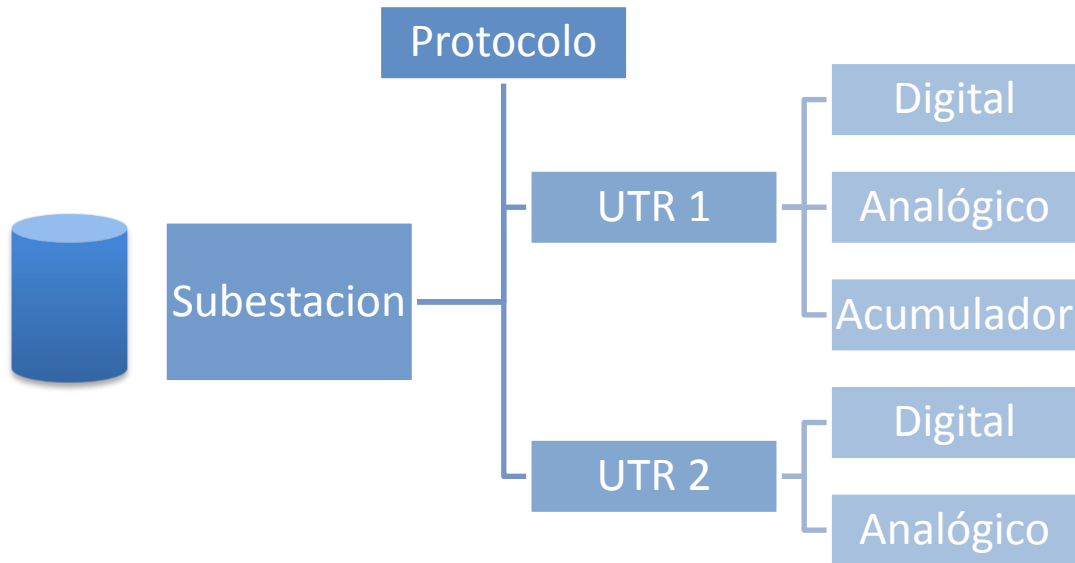 Protocolo
Subestacion
UTR 1
Digital
Analógico
Acumulador
UTR 2
Digital
Analógico